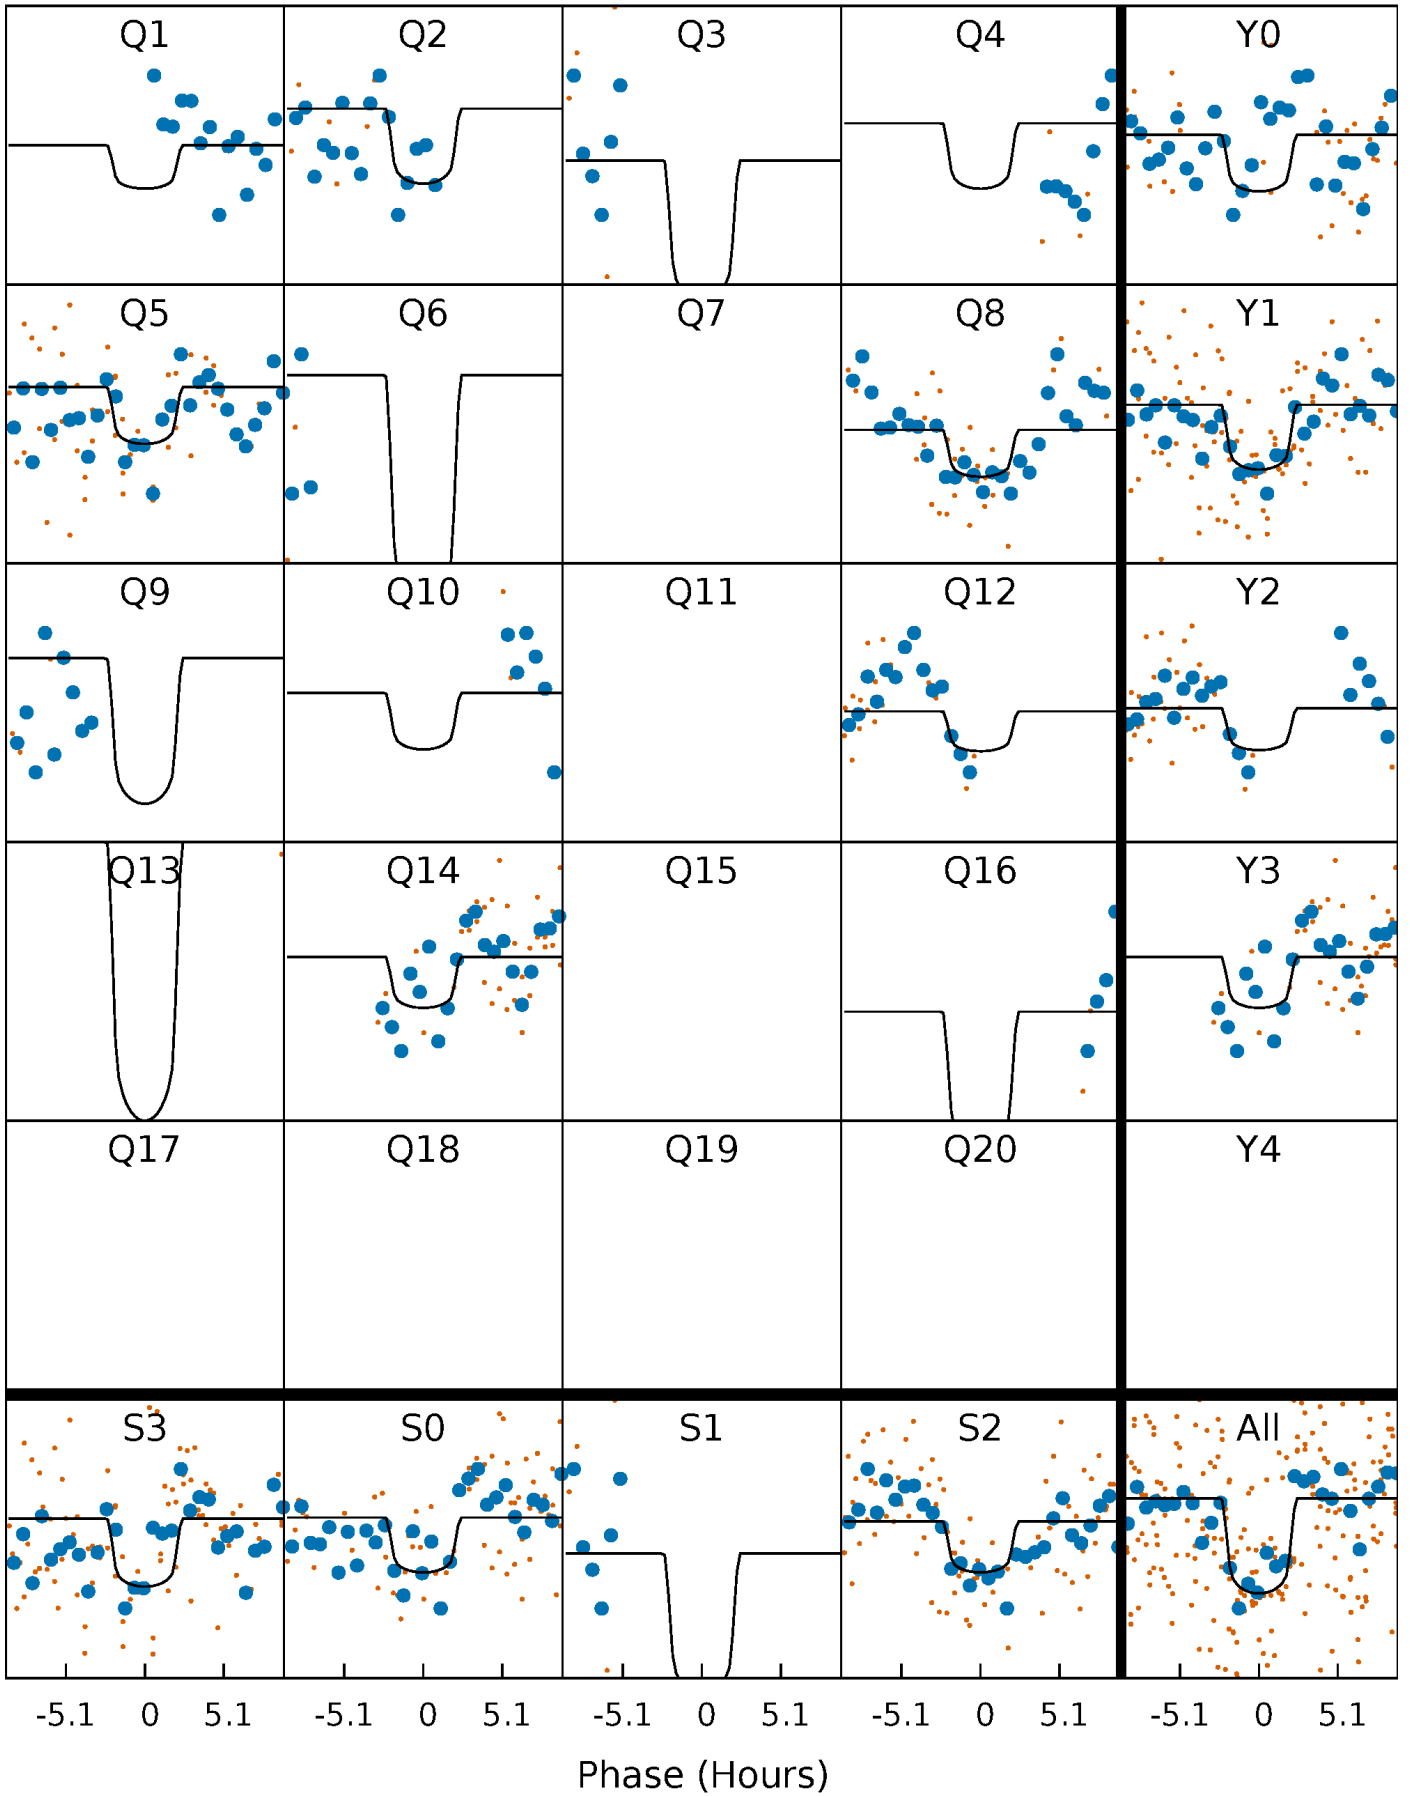 Q1 Q2 Q3 Q4 Y0
Q5 Q6 Q7 Q8 Y1
Q9 Q10 Q11 Q12 Y2
Q13 Q14 Q15 Q16 Y3
Q17 Q18 Q19 Q20 Y4
S3 S0 S1 S2 All
-5.1 0 5.1 -5.1 0 5.1 -5.1 0 5.1 -5.1 0 5.1 -5.1 0 5.1
Phase (Hours)